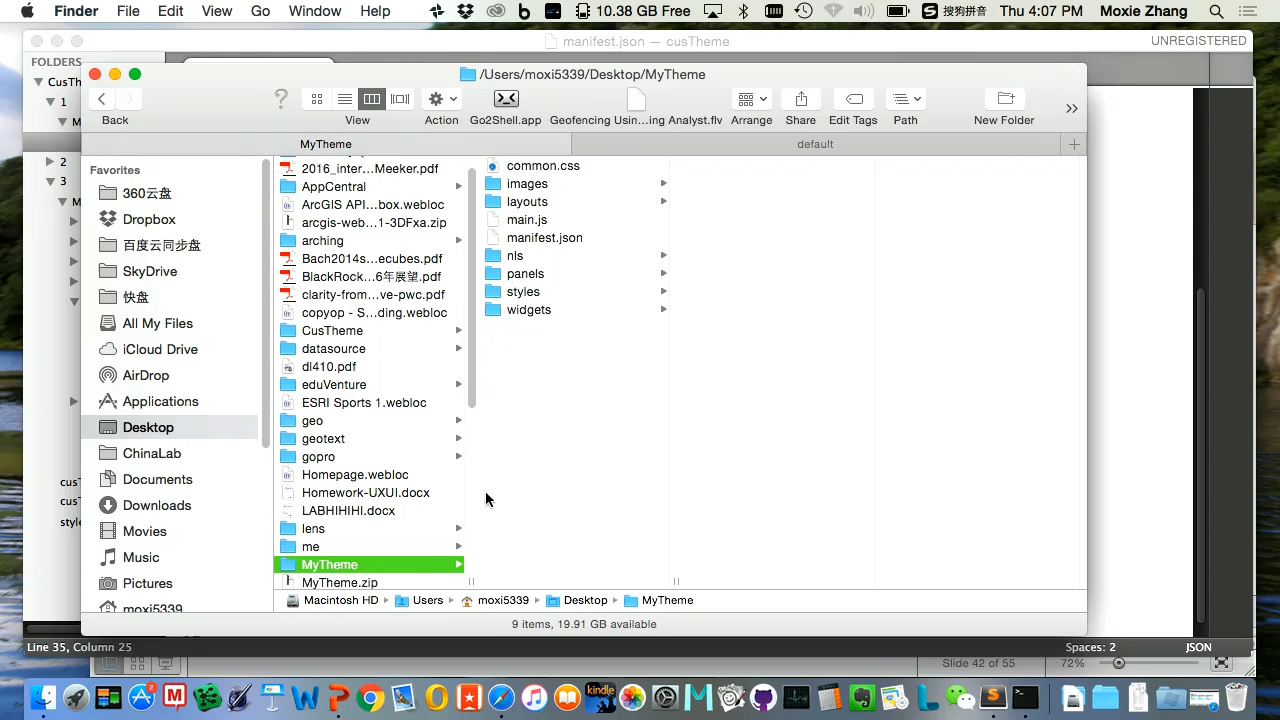 Finder File Edit View Go Window Help 10.38 GB Free 搜狗拼音 Thu 4:07 PM Moxie Zhang
manifest.json — cusTheme UNREGISTERED
FOLDERS
CusTh
1
M
2
3
M
cusT
cusT
style
/Users/moxi5339/Desktop/MyTheme
Back View Action Go2Shell.app Geofencing Usin...ing Analyst.flv Arrange Share Edit Tags Path New Folder
MyTheme default
Favorites
360云盘
Dropbox
百度云同步盘
SkyDrive
快盘
All My Files
iCloud Drive
AirDrop
Applications
Desktop
ChinaLab
Documents
Downloads
Movies
Music
Pictures
moxi5339
2016_inter...Meeker.pdf
AppCentral
ArcGIS API...box.webloc
arcgis-web...1-3DFxa.zip
arching
Bach2014s...ecubes.pdf
BlackRock...6年展望.pdf
clarity-from...ve-pwc.pdf
copyop - S...ding.webloc
CusTheme
datasource
dl410.pdf
eduVenture
ESRI Sports 1.webloc
geo
geotext
gopro
Homepage.webloc
Homework-UXUI.docx
LABHIHIHI.docx
lens
me
MyTheme
MyTheme.zip
common.css
images
layouts
main.js
manifest.json
nls
panels
styles
widgets
Macintosh HD Users moxi5339 Desktop MyTheme
9 items, 19.91 GB available
Line 35, Column 25 Spaces: 2 JSON
Slide 42 of 55 72%
kindle